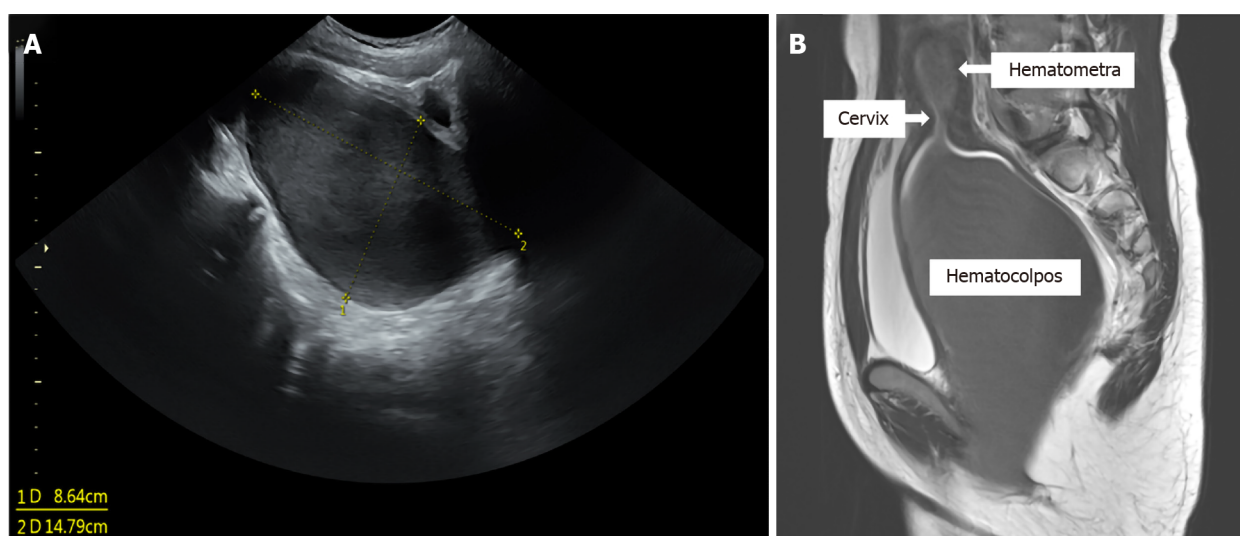 A
B
Hematometra
Cervix
Hematocolpos
1
2
1 D 8.64cm
2 D 14.79cm